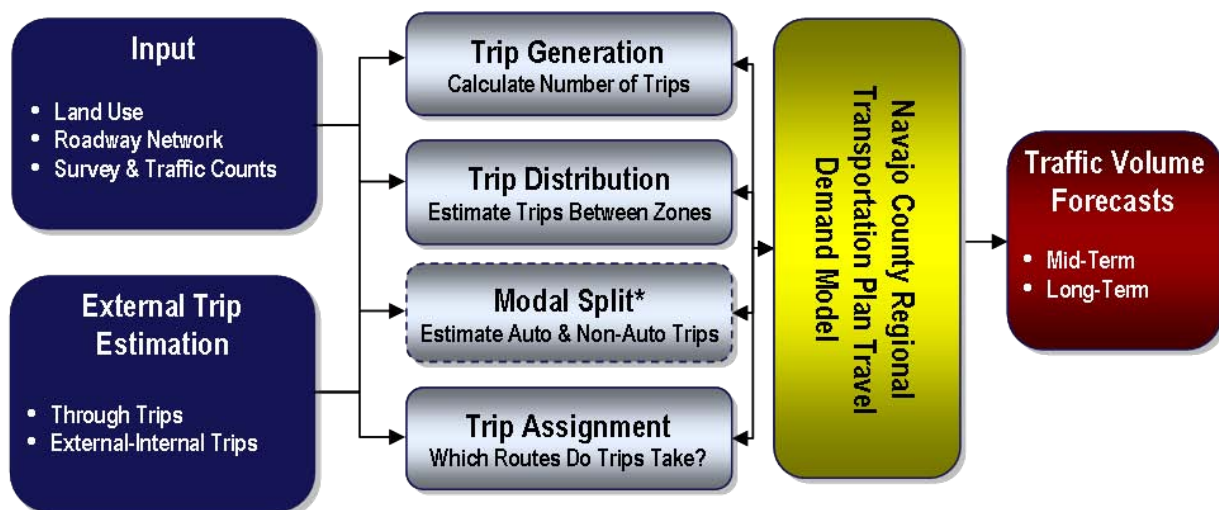 Input
• Land Use
• Roadway Network
• Survey & Traffic Counts
External Trip
Estimation
• Through Trips
• External-Internal Trips
Trip Generation
Calculate Number of Trips
Trip Distribution
Estimate Trips Between Zones
Modal Split*
Estimate Auto & Non-Auto Trips
Trip Assignment
Which Routes Do Trips Take?
Navajo County Regional
Transportation Plan Travel
Demand Model
Traffic Volume
Forecasts
• Mid-Term
• Long-Term